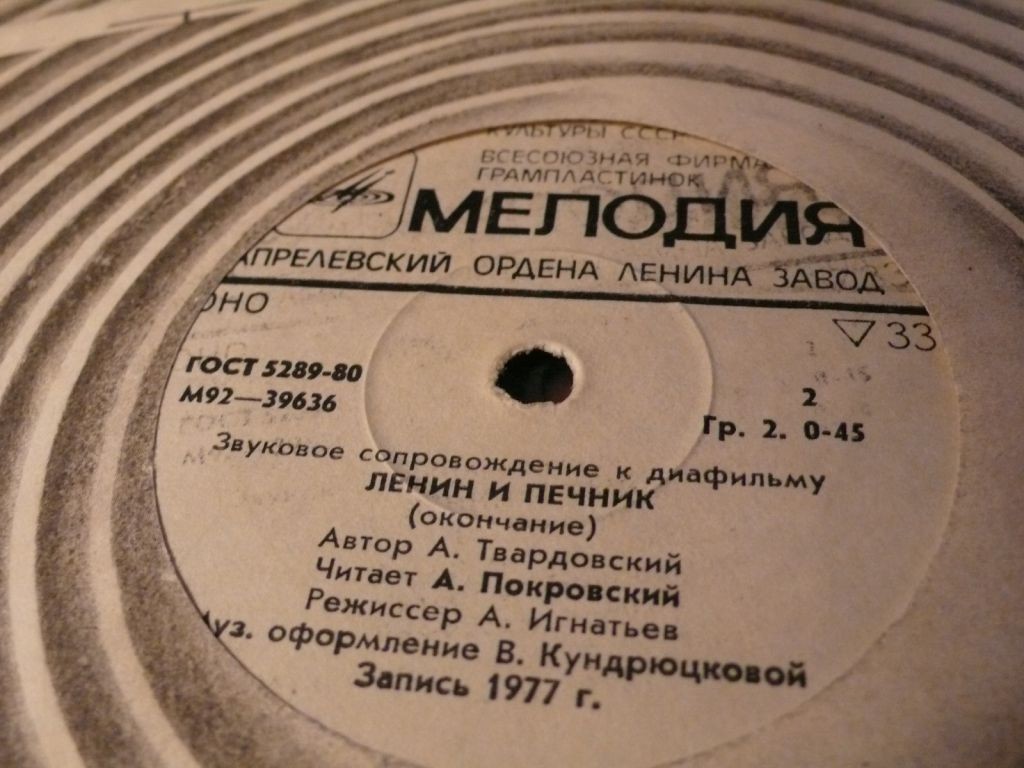 КУЛЬТУРЫ СССР
ВСЕСОЮЗНАЯ ФИРМА
ГРАМПЛАСТИНОК
МЕЛОДИЯ
АПРЕЛЕВСКИЙ ОРДЕНА ЛЕНИНА ЗАВОД
ОНО
33
ГОСТ 5289-80
М92—39636
2
Гр. 2. 0-45
Звуковое сопровождение к диафильму
ЛЕНИН И ПЕЧНИК
(окончание)
Автор А. Твардовский
Читает А. Покровский
Режиссер А. Игнатьев
уз. оформление В. Кундрюцковой
Запись 1977 г.